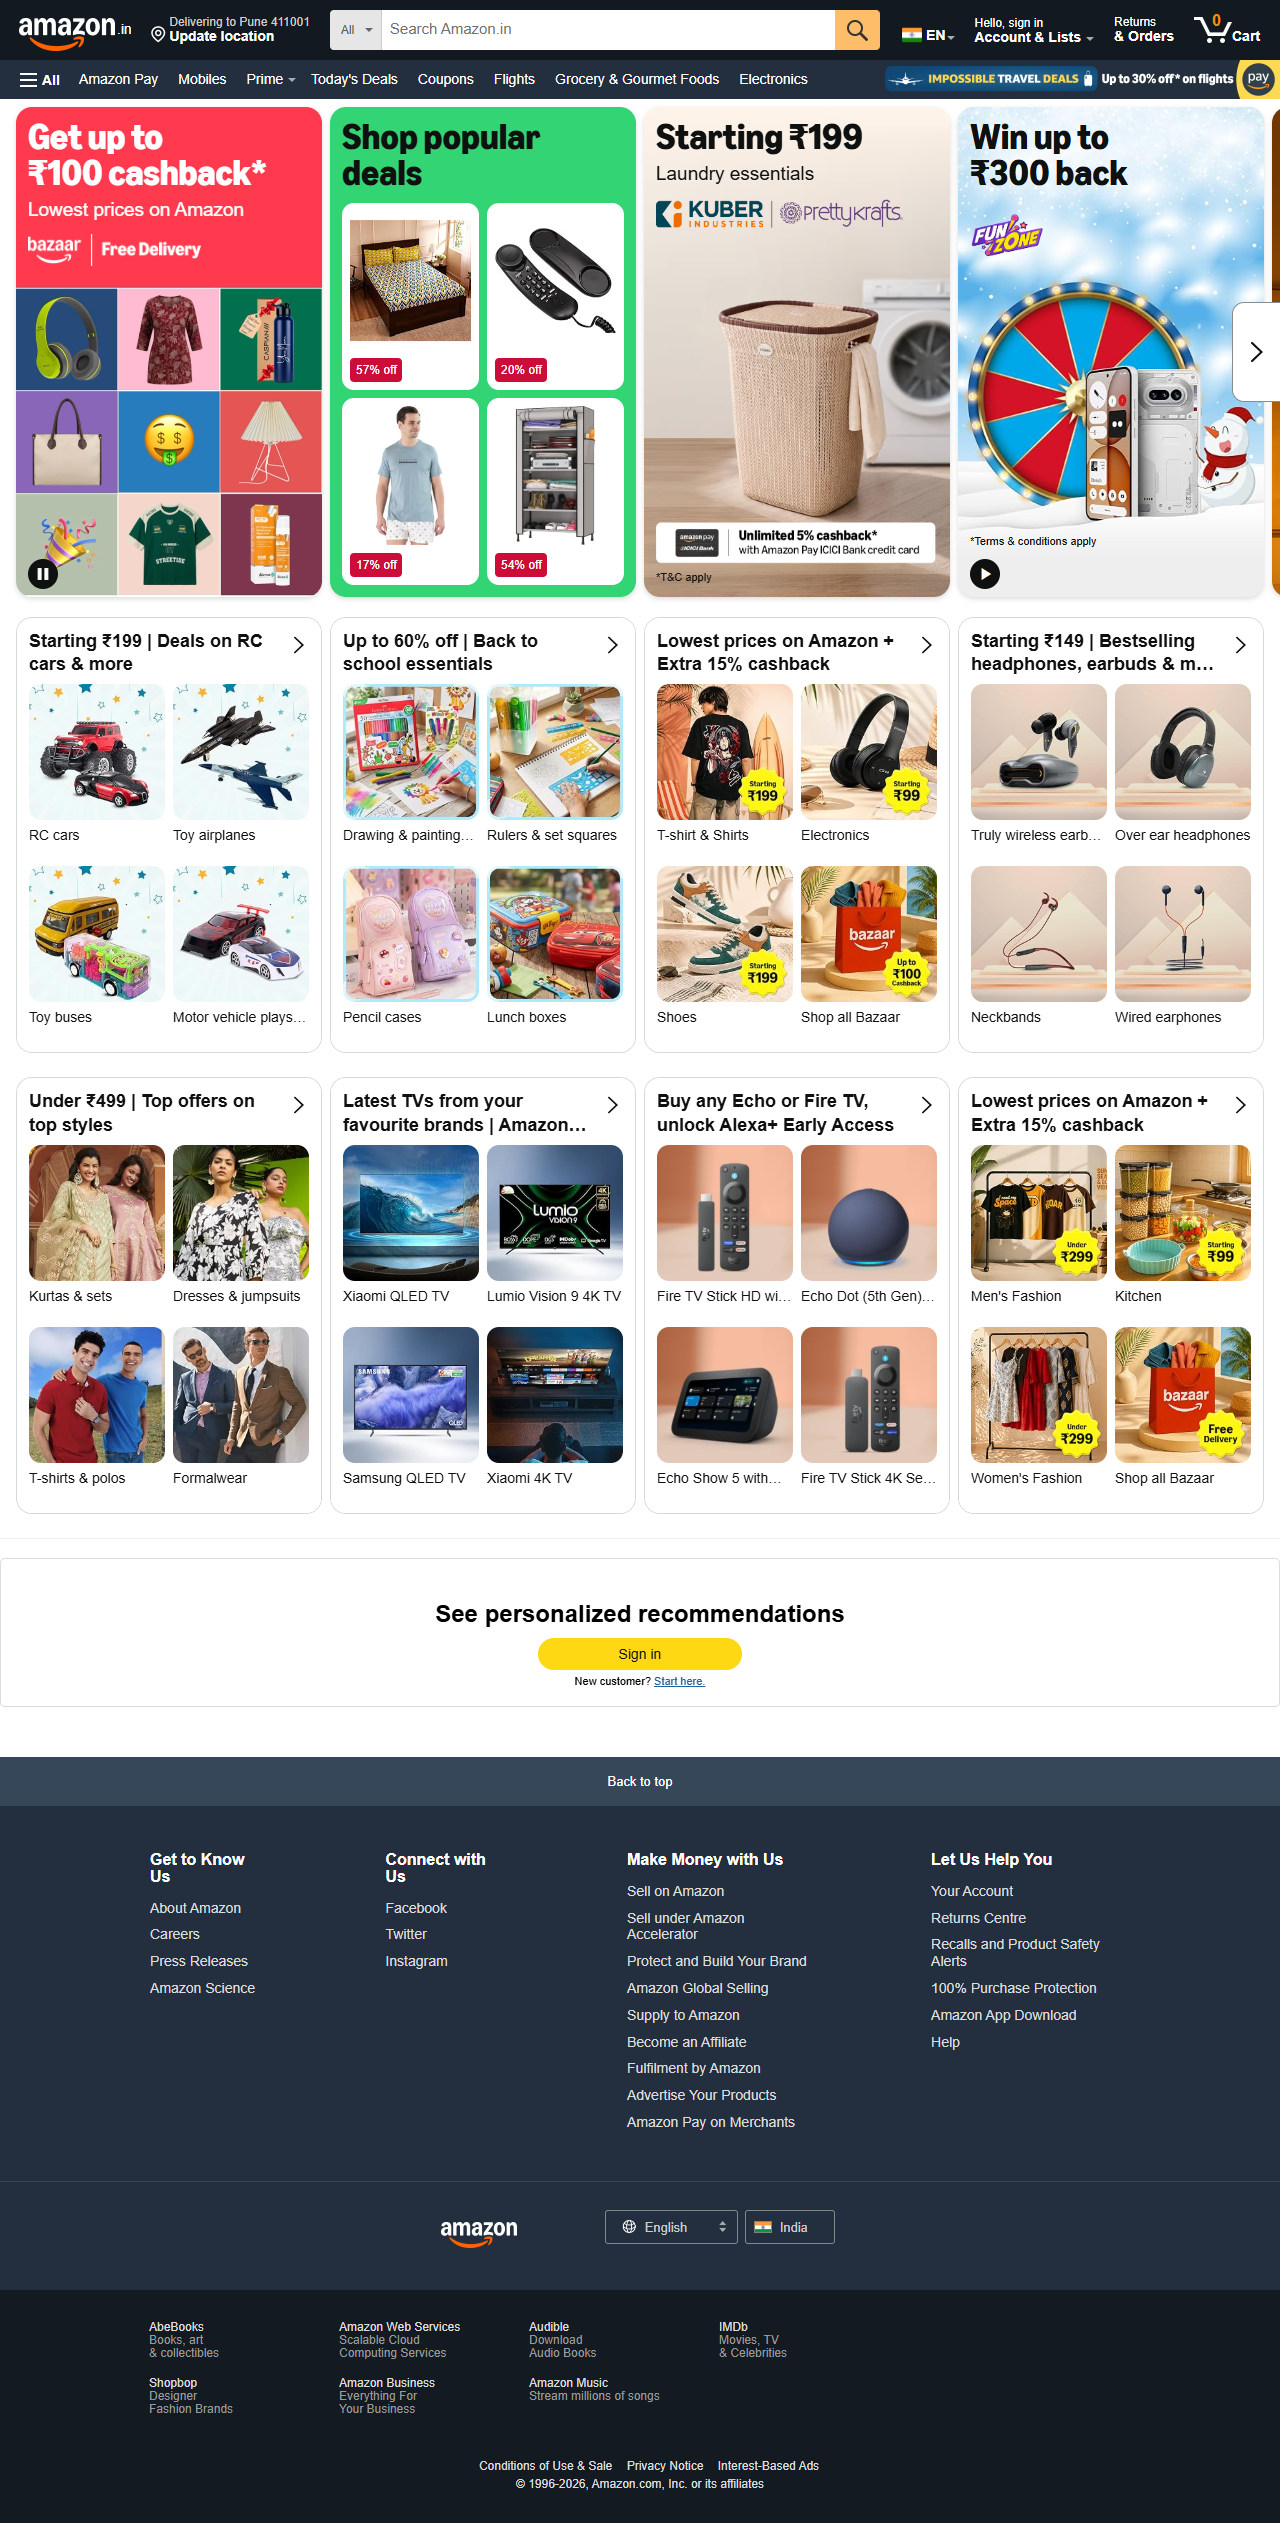 amazon.in
Delivering to Pune 411001
Update location
All
Search Amazon.in
EN
Hello, sign in
Account & Lists
Returns
& Orders
0
Cart
All
Amazon Pay
Mobiles
Prime
Today's Deals
Coupons
Flights
Grocery & Gourmet Foods
Electronics
IMPOSSIBLE TRAVEL DEALS
Up to 30% off* on flights
pay
Get up to
₹100 cashback*
Lowest prices on Amazon
bazaar
Free Delivery
CASPIAN
STREETIDE
Shop popular
deals
57% off
20% off
17% off
54% off
Starting ₹199
Laundry essentials
KUBER
INDUSTRIES
Prettykrafts
amazon pay
ICICI Bank
Unlimited 5% cashback*
with Amazon Pay ICICI Bank credit card
*T&C apply
Win up to
₹300 back
FUN
ZONE
*Terms & conditions apply
Starting ₹199 | Deals on RC
cars & more
RC cars
Toy airplanes
Toy buses
Motor vehicle plays...
Up to 60% off | Back to
school essentials
Drawing & painting...
Rulers & set squares
Pencil cases
Lunch boxes
Lowest prices on Amazon +
Extra 15% cashback
Starting
₹199
Starting
₹99
T-shirt & Shirts
Electronics
Starting
₹199
bazaar
Up to
₹100
Cashback
Shoes
Shop all Bazaar
Starting ₹149 | Bestselling
headphones, earbuds & m...
Truly wireless earb...
Over ear headphones
Neckbands
Wired earphones
Under ₹499 | Top offers on
top styles
Kurtas & sets
Dresses & jumpsuits
T-shirts & polos
Formalwear
Latest TVs from your
favourite brands | Amazon...
Lumio
VISION 9
4K
Xiaomi QLED TV
Lumio Vision 9 4K TV
SAMSUNG
QLED
Samsung QLED TV
Xiaomi 4K TV
Buy any Echo or Fire TV,
unlock Alexa+ Early Access
Fire TV Stick HD wi...
Echo Dot (5th Gen)...
Echo Show 5 with...
Fire TV Stick 4K Se...
Lowest prices on Amazon +
Extra 15% cashback
Space
ROAR
Under
₹299
Starting
₹99
Men's Fashion
Kitchen
Under
₹299
bazaar
Free
Delivery
Women's Fashion
Shop all Bazaar
See personalized recommendations
Sign in
New customer? Start here.
Back to top
Get to Know
Us
About Amazon
Careers
Press Releases
Amazon Science
Connect with
Us
Facebook
Twitter
Instagram
Make Money with Us
Sell on Amazon
Sell under Amazon
Accelerator
Protect and Build Your Brand
Amazon Global Selling
Supply to Amazon
Become an Affiliate
Fulfilment by Amazon
Advertise Your Products
Amazon Pay on Merchants
Let Us Help You
Your Account
Returns Centre
Recalls and Product Safety
Alerts
100% Purchase Protection
Amazon App Download
Help
amazon
English
India
AbeBooks
Books, art
& collectibles
Amazon Web Services
Scalable Cloud
Computing Services
Audible
Download
Audio Books
IMDb
Movies, TV
& Celebrities
Shopbop
Designer
Fashion Brands
Amazon Business
Everything For
Your Business
Amazon Music
Stream millions of songs
Conditions of Use & Sale
Privacy Notice
Interest-Based Ads
© 1996-2026, Amazon.com, Inc. or its affiliates